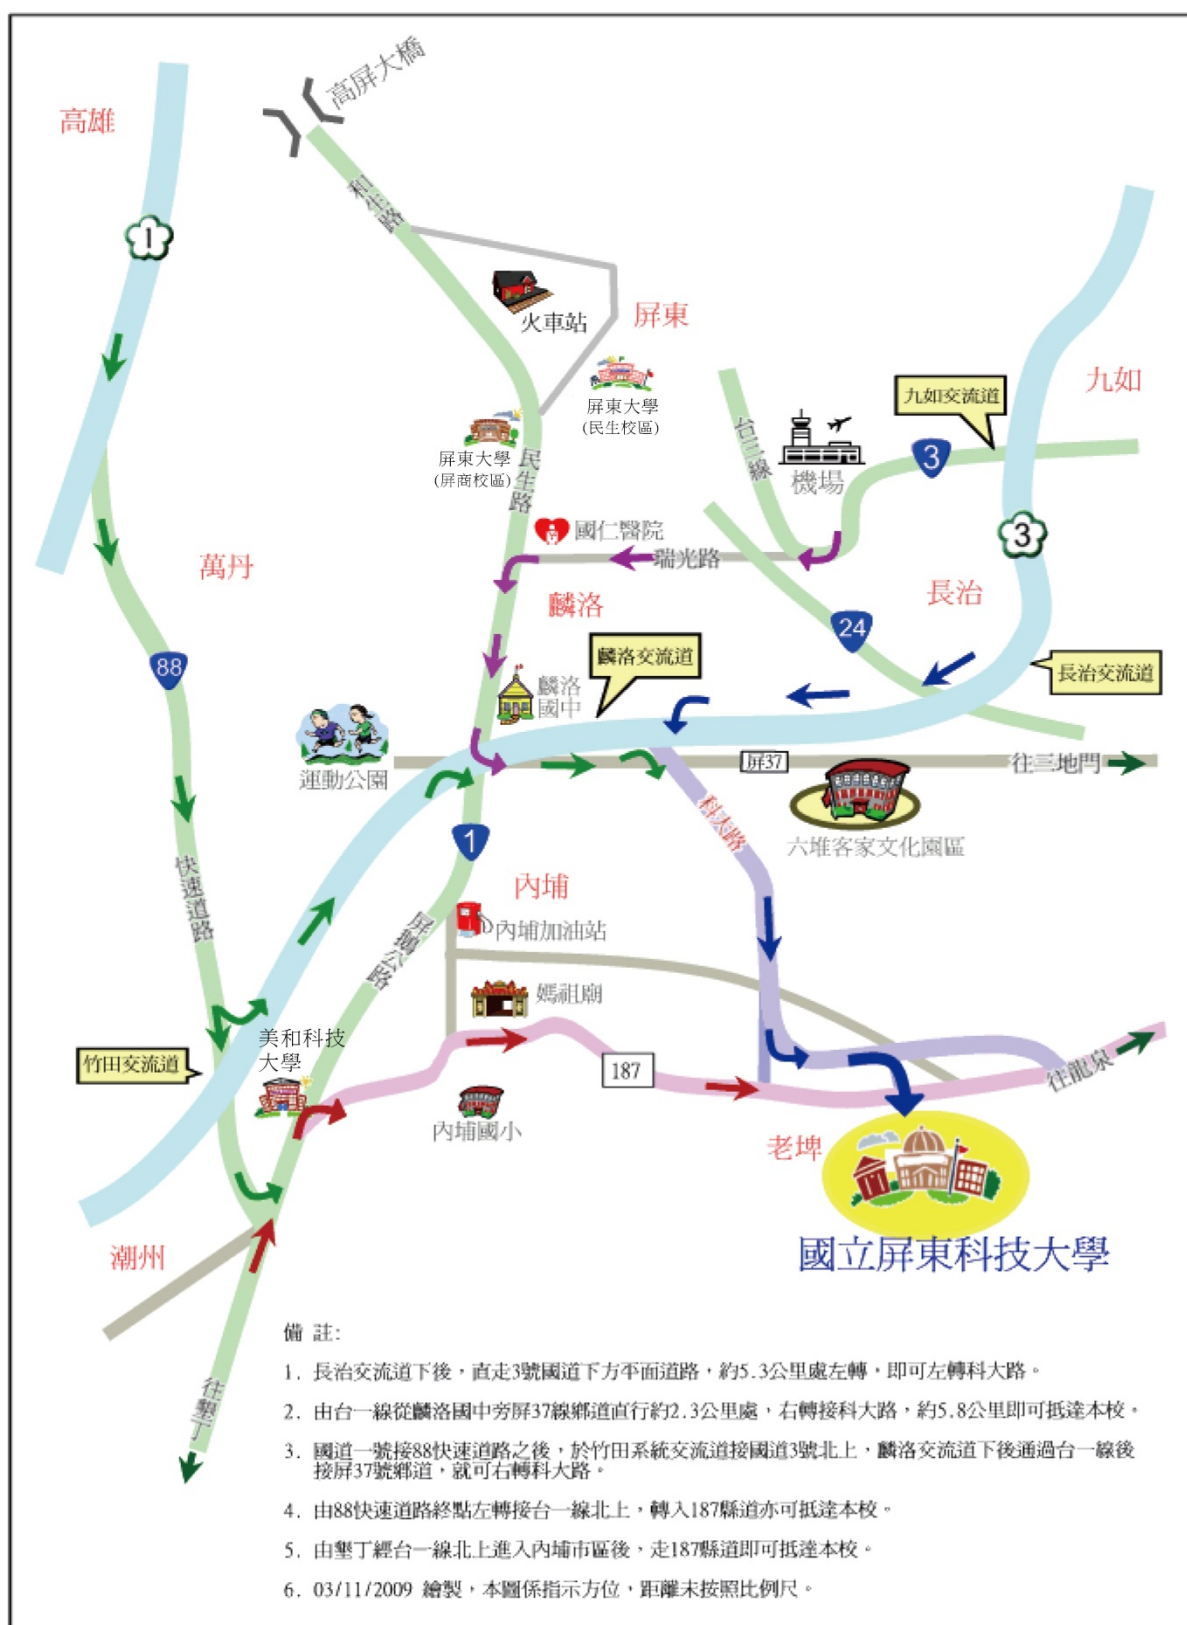 高屏大橋
高雄
和生路
1
火車站
屏東
九如
九如交流道
屏東大學
(民生校區)
台三線
屏東大學
(屏商校區)
民生路
機場
3
國仁醫院
瑞光路
3
萬丹
麟洛
長治
24
88
麟洛交流道
長治交流道
麟洛
國中
運動公園
屏37
往三地門
科大路
六堆客家文化園區
1
快速道路
內埔
屏鵝公路
內埔加油站
媽祖廟
美和科技
大學
竹田交流道
187
往龍泉
內埔國小
老埤
潮州
國立屏東科技大學
往墾丁
備 註:
1. 長治交流道下後，直走3號國道下方平面道路，約5.3公里處左轉，即可左轉科大路。
2. 由台一線從麟洛國中旁屏37線鄉道直行約2.3公里處，右轉接科大路，約5.8公里即可抵達本校。
3. 國道一號接88快速道路之後，於竹田系統交流道接國道3號北上，麟洛交流道下後通過台一線後
接屏37號鄉道，就可右轉科大路。
4. 由88快速道路終點左轉接台一線北上，轉入187縣道亦可抵達本校。
5. 由墾丁經台一線北上進入內埔市區後，走187縣道即可抵達本校。
6. 03/11/2009 繪製，本圖係指示方位，距離未按照比例尺。